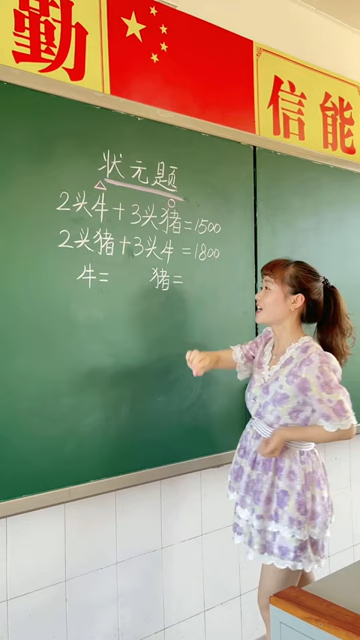 勤
信能
状元题
2头牛+3头猪=1500
2头猪+3头牛=1800
牛= 猪=